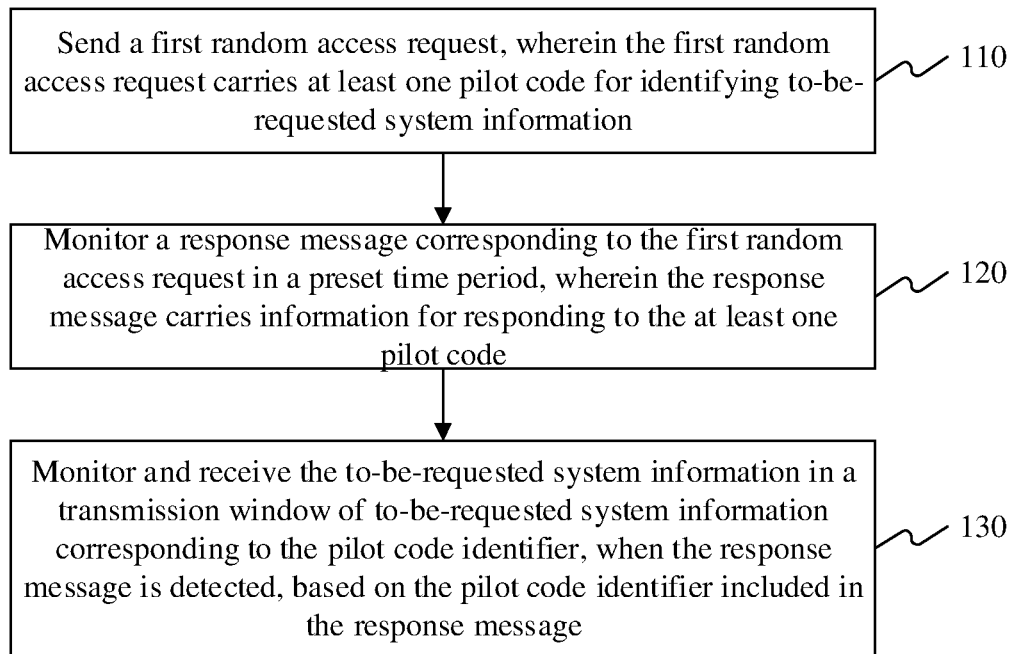 Send a first random access request, wherein the first random
access request carries at least one pilot code for identifying to-be-
requested system information
110
Monitor a response message corresponding to the first random
access request in a preset time period, wherein the response
message carries information for responding to the at least one
pilot code
120
Monitor and receive the to-be-requested system information in a
transmission window of to-be-requested system information
corresponding to the pilot code identifier, when the response
message is detected, based on the pilot code identifier included in
the response message
130